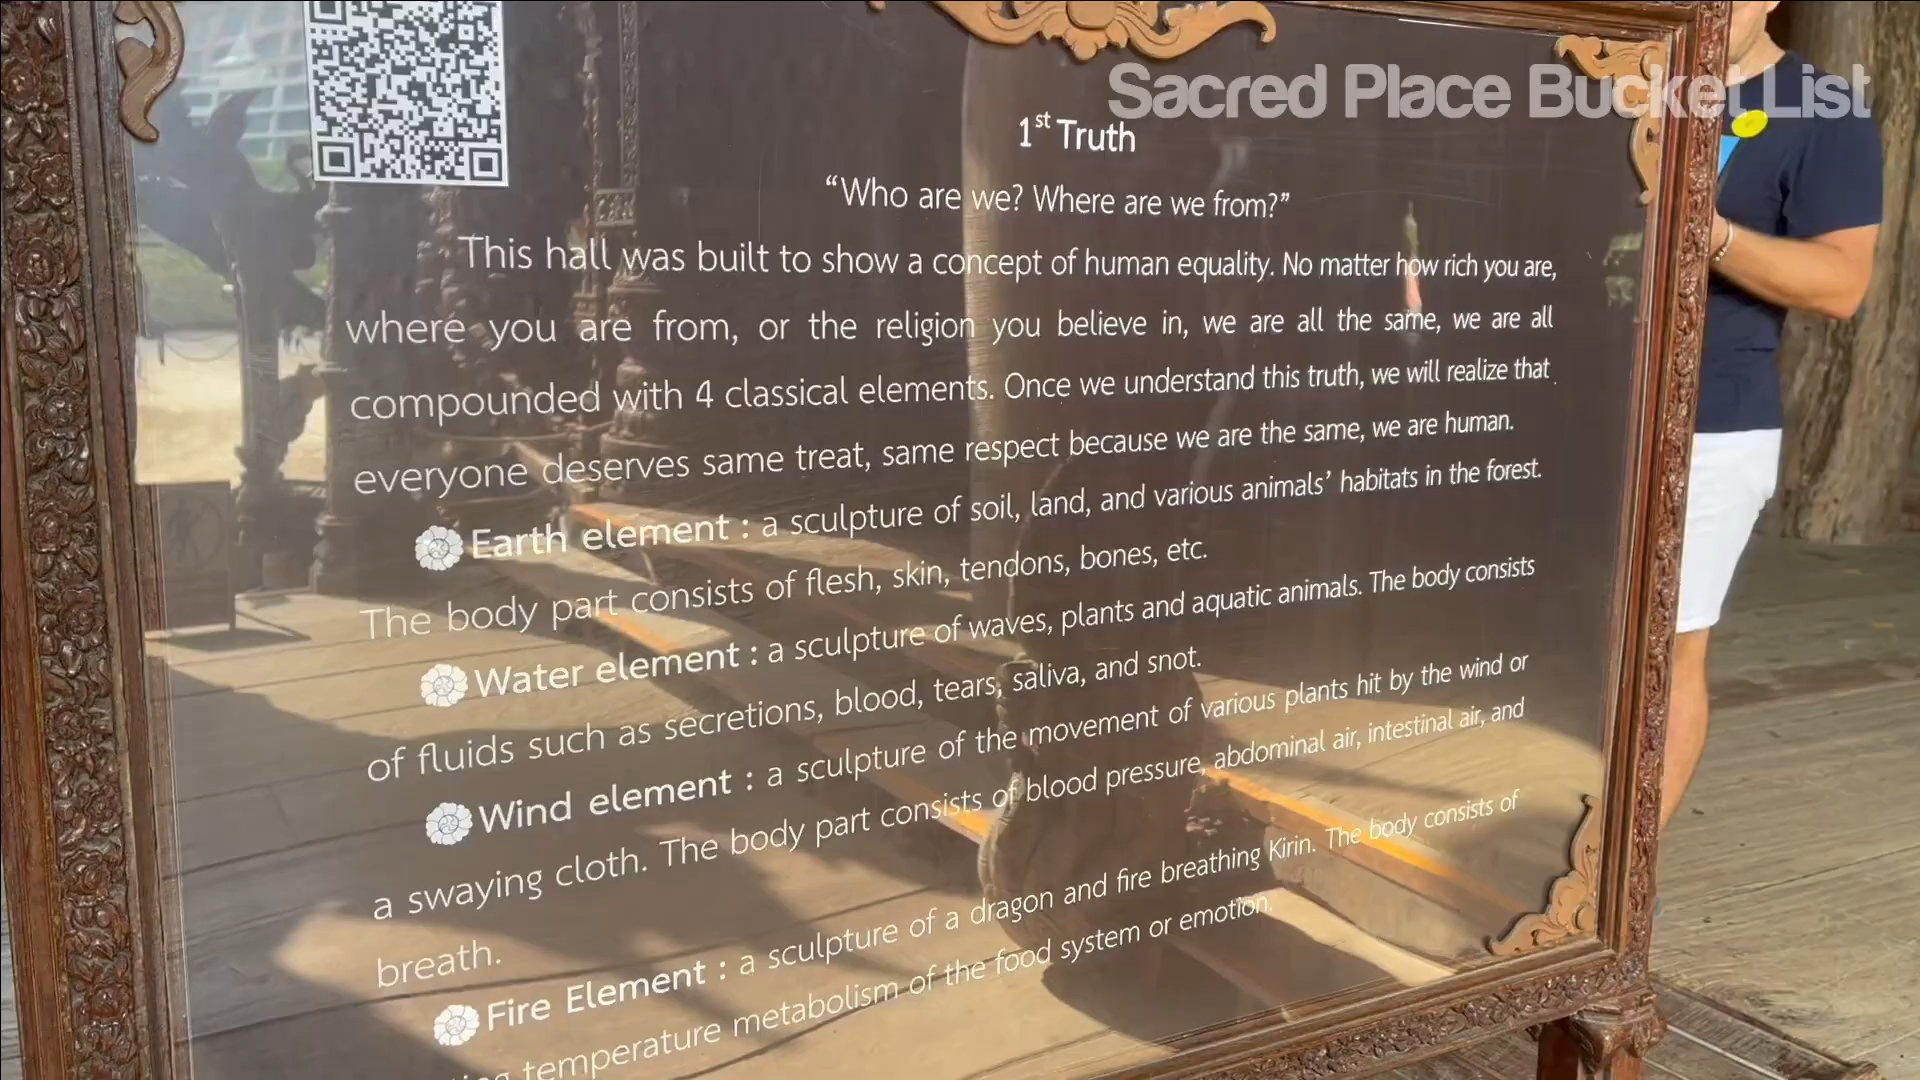 Sacred Place Bucket List
1st Truth
“Who are we? Where are we from?”
This hall was built to show a concept of human equality. No matter how rich you are,
where you are from, or the religion you believe in, we are all the same, we are all
compounded with 4 classical elements. Once we understand this truth, we will realize that
everyone deserves same treat, same respect because we are the same, we are human.
Earth element : a sculpture of soil, land, and various animals’ habitats in the forest.
The body part consists of flesh, skin, tendons, bones, etc.
Water element : a sculpture of waves, plants and aquatic animals. The body consists
of fluids such as secretions, blood, tears, saliva, and snot.
Wind element : a sculpture of the movement of various plants hit by the wind or
a swaying cloth. The body part consists of blood pressure, abdominal air, intestinal air, and
breath.
Fire Element : a sculpture of a dragon and fire breathing Kirin. The body consists of
temperature metabolism of the food system or emotion.